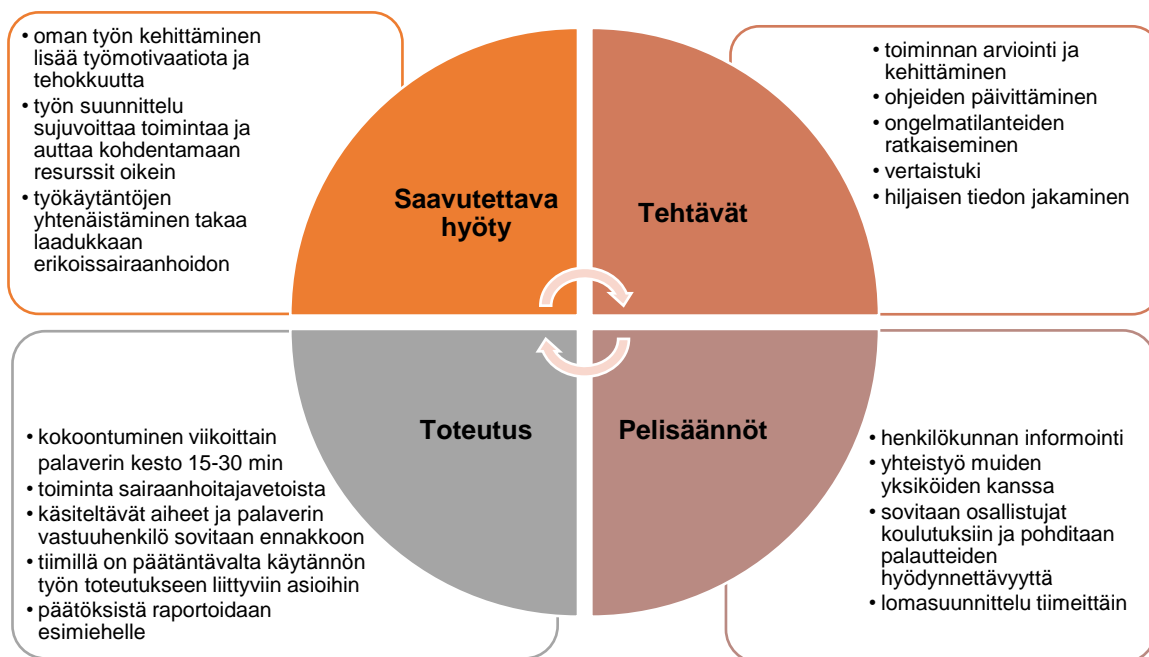 • oman työn kehittäminen
lisää työmotivaatiota ja
tehokkuutta
• työn suunnittelu
sujuvoittaa toimintaa ja
auttaa kohdentamaan
resurssit oikein
• työkäytäntöjen
yhtenäistäminen takaa
laadukkaan
erikoissairaanhoidon
Saavutettava
hyöty
Tehtävät
• toiminnan arviointi ja
kehittäminen
• ohjeiden päivittäminen
• ongelmatilanteiden
ratkaiseminen
• vertaistuki
• hiljaisen tiedon jakaminen
• kokoontuminen viikoittain
palaverin kesto 15-30 min
• toiminta sairaanhoitajavetoista
• käsiteltävät aiheet ja palaverin
vastuuhenkilö sovitaan ennakkoon
• tiimillä on päätäntävalta käytännön
työn toteutukseen liittyviin asioihin
• päätöksistä raportoidaan
esimiehelle
Toteutus
Pelisäännöt
• henkilökunnan informointi
• yhteistyö muiden
yksiköiden kanssa
• sovitaan osallistujat
koulutuksiin ja pohditaan
palautteiden
hyödynnettävyyttä
• lomasuunnittelu tiimeittäin